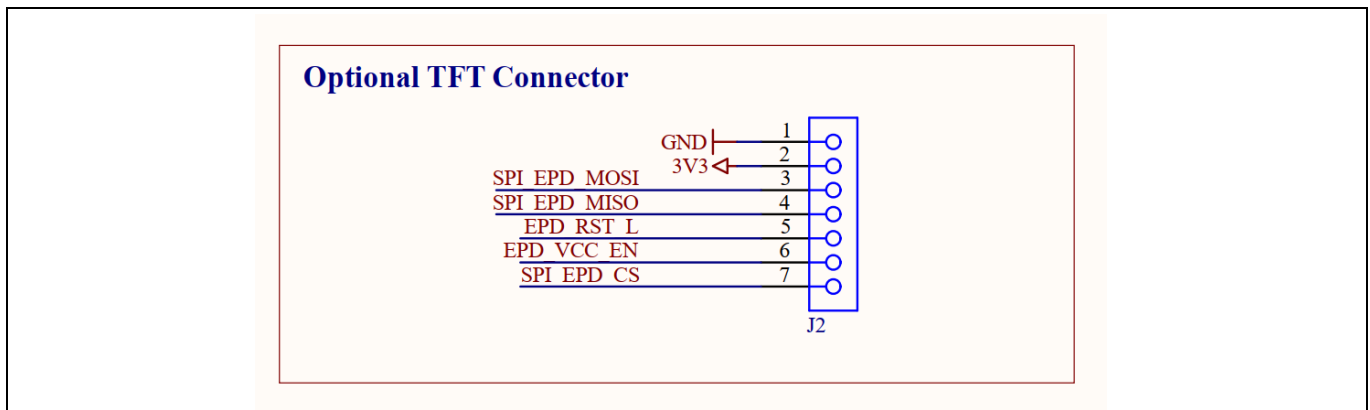 Optional TFT Connector
GND 1
3V3 2
SPI_EPD_MOSI 3
SPI_EPD_MISO 4
EPD_RST_L 5
EPD_VCC_EN 6
SPI_EPD_CS 7
J2